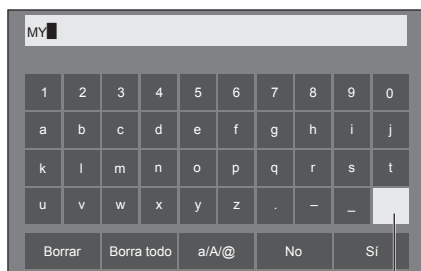 MY
1 2 3 4 5 6 7 8 9 0
a b c d e f g h i j
k l m n o p q r s t
u v w x y z . – _
Borrar Borra todo a/A/@ No Sí